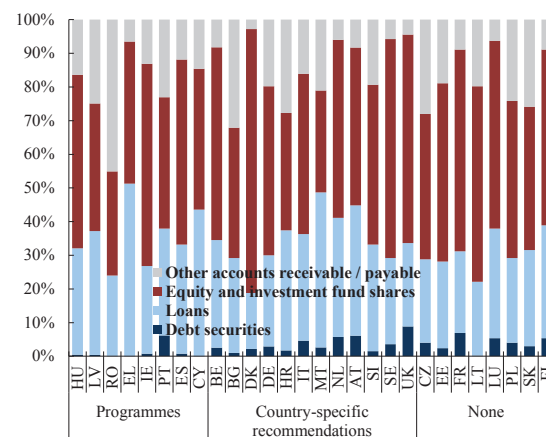 100%
90%
80%
70%
60%
50%
40%
30%
20%
10%
0%
Other accounts receivable / payable
Equity and investment fund shares
Loans
Debt securities
HU LV RO EL IE PT ES CY BE BG DK DE HR IT MT NL AT SI SE UK CZ EE FR LT LU PL SK
Programmes
Country-specific recommendations
None